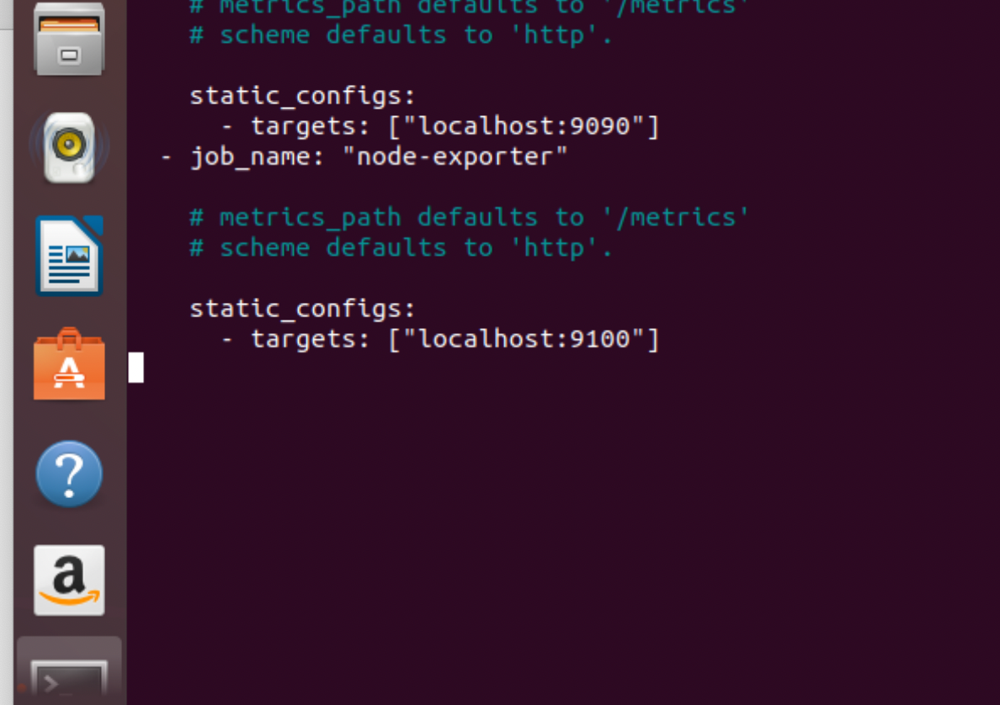 # metrics_path defaults to '/metrics'
# scheme defaults to 'http'.
static_configs:
- targets: ["localhost:9090"]
- job_name: "node-exporter"
# metrics_path defaults to '/metrics'
# scheme defaults to 'http'.
static_configs:
- targets: ["localhost:9100"]
A
?
a
>_